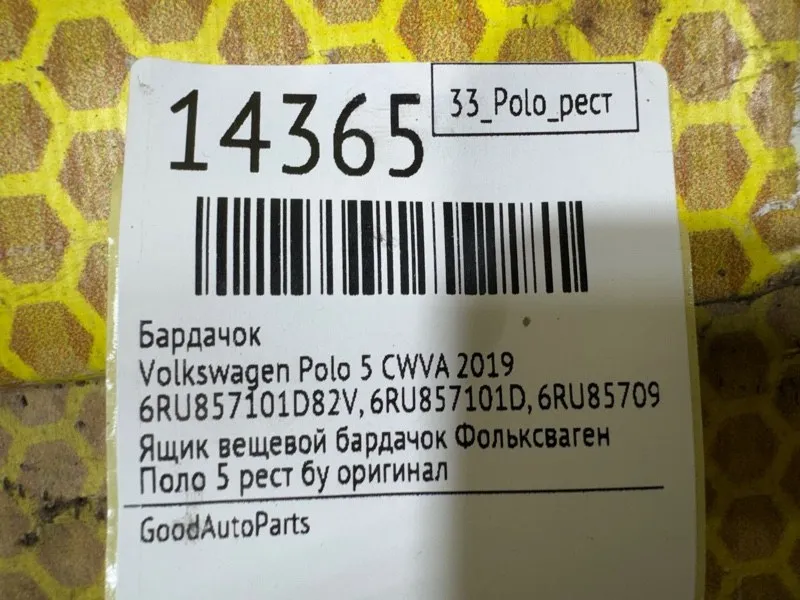 14365
33_Polo_рест
Бардачок
Volkswagen Polo 5 CWVA 2019
6RU857101D82V, 6RU857101D, 6RU85709
Ящик вещевой бардачок Фольксваген
Поло 5 рест бу оригинал
GoodAutoParts